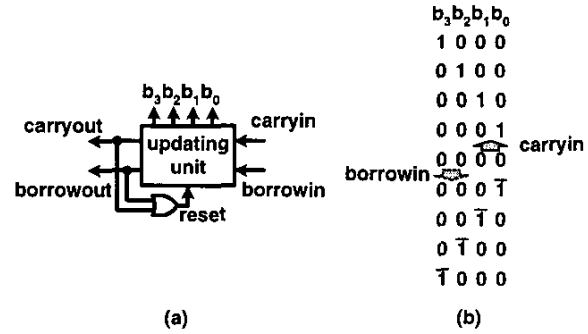 b₃b₂b₁b₀
carryout
carryin
updating
unit
borrowout
borrowin
reset
(a)
b₃b₂b₁b₀
1 0 0 0
0 1 0 0
0 0 1 0
0 0 0 1
carryin
0 0 0 0
borrowin
0 0 0 1̅
0 0 1̅ 0
0 1̅ 0 0
1̅ 0 0 0
(b)